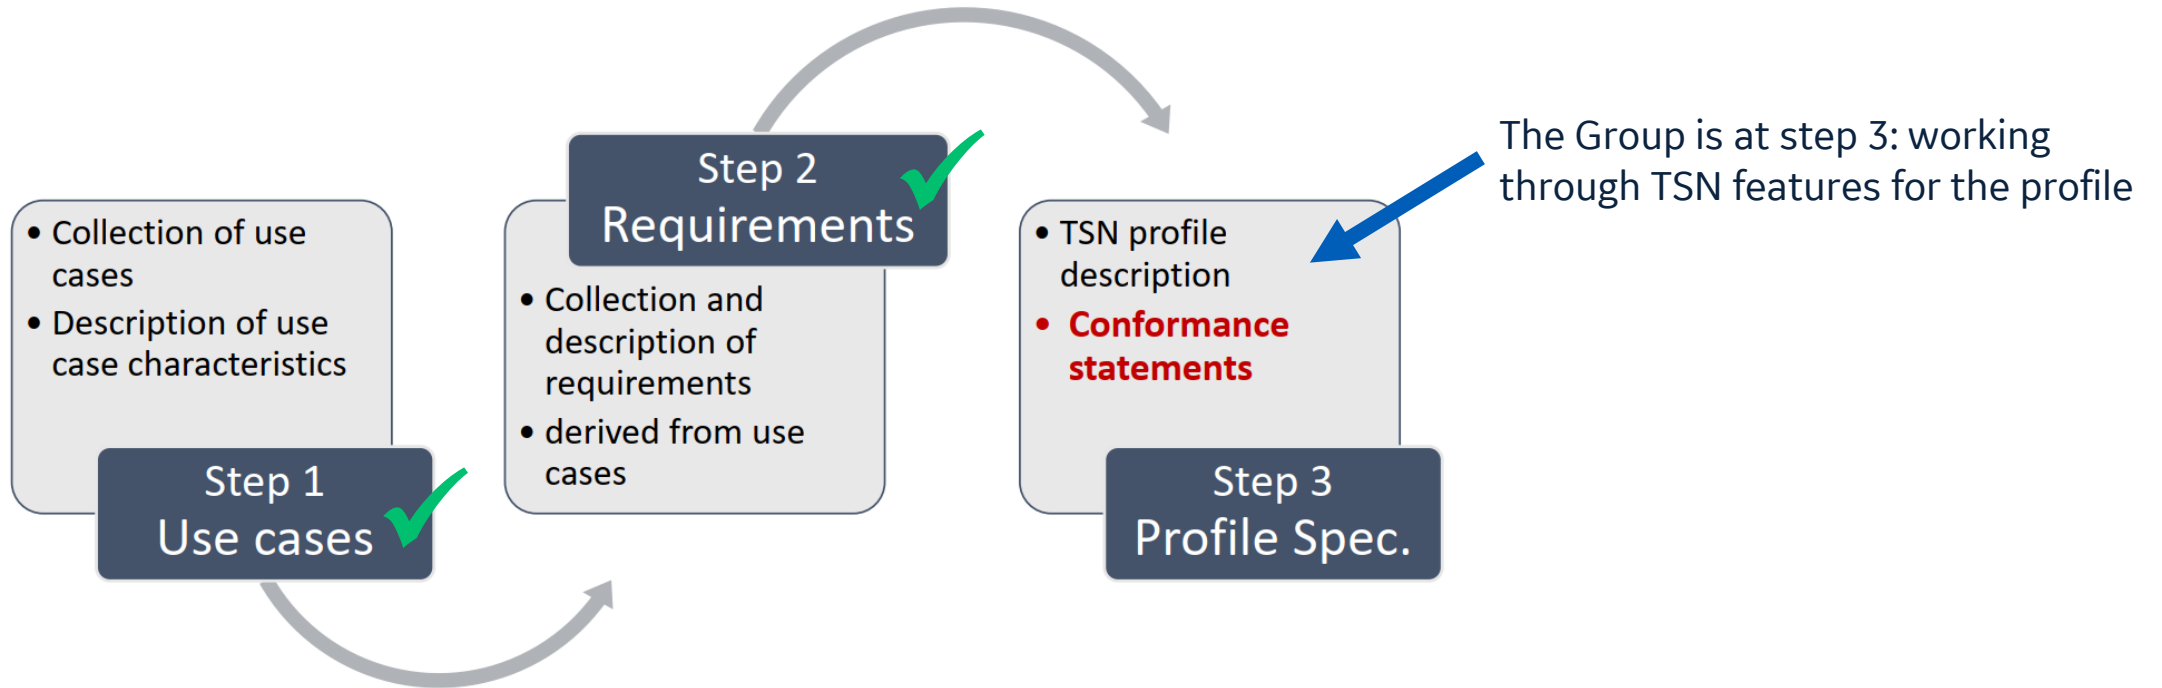 • Collection of use
cases
• Description of use
case characteristics
Step 1
Use cases
Step 2
Requirements
• Collection and
description of
requirements
• derived from use
cases
• TSN profile
description
• Conformance
statements
Step 3
Profile Spec.
The Group is at step 3: working
through TSN features for the profile